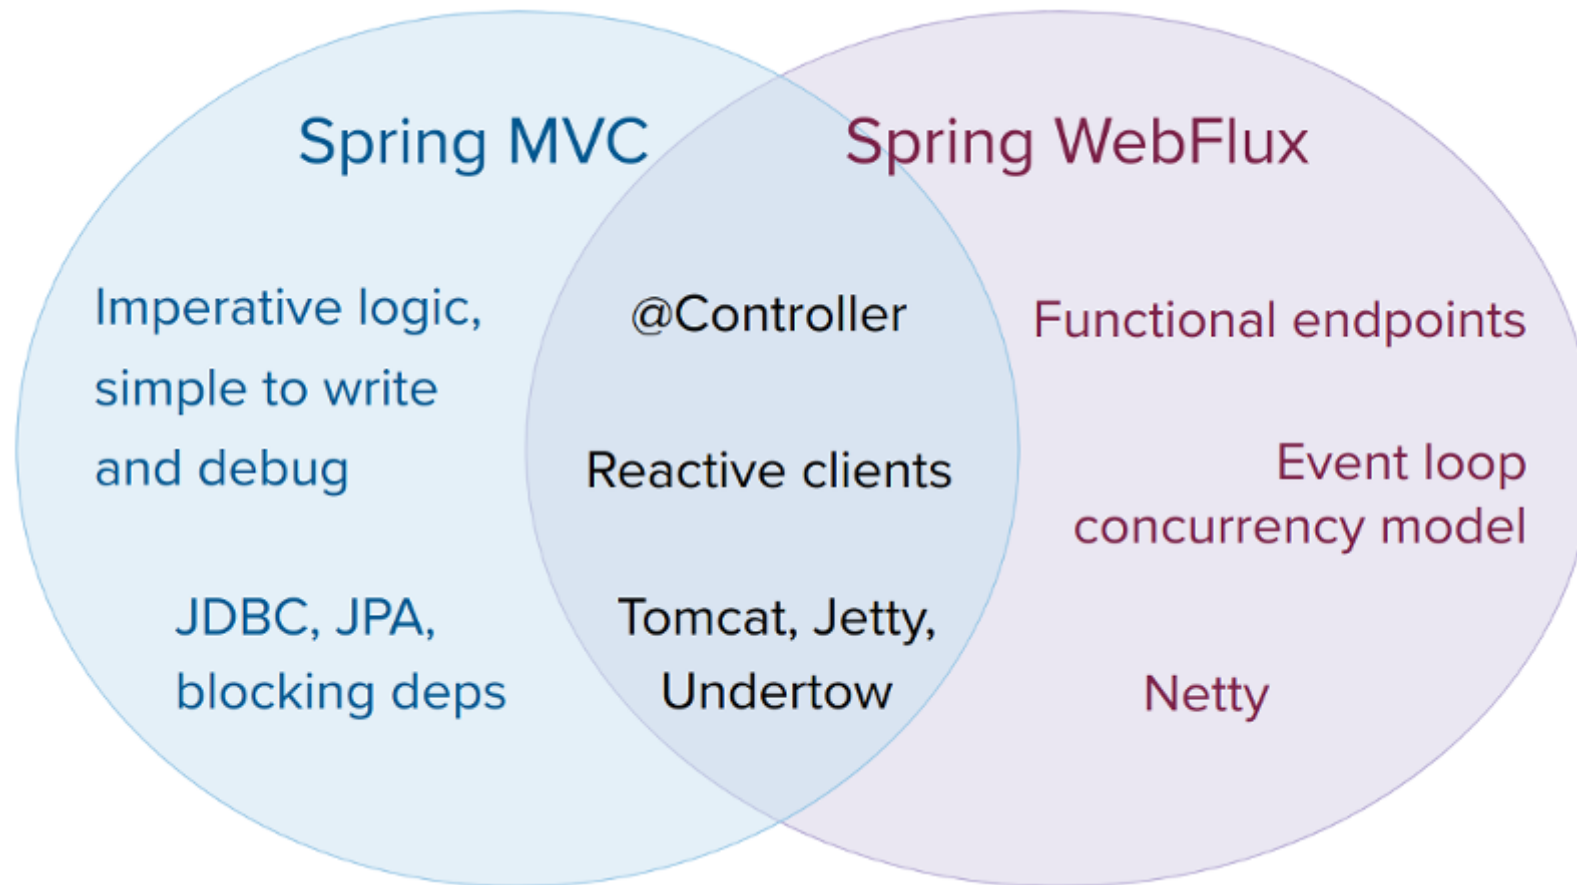 Spring MVC
Imperative logic,
simple to write
and debug
JDBC, JPA,
blocking deps
@Controller
Reactive clients
Tomcat, Jetty,
Undertow
Spring WebFlux
Functional endpoints
Event loop
concurrency model
Netty